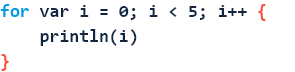 for var i = 0; i < 5; i++ {
    println(i)
}